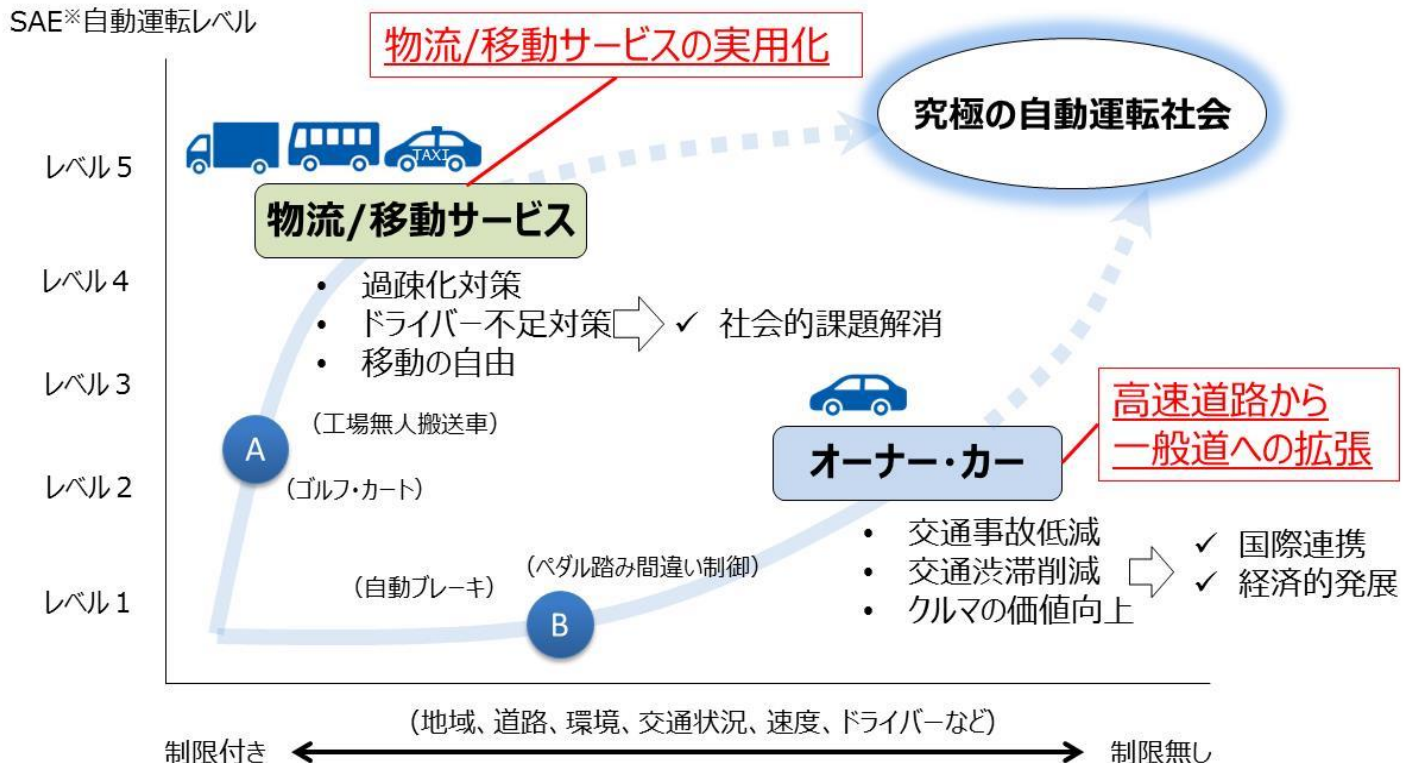 SAE※自動運転レベル
物流/移動サービスの実用化
究極の自動運転社会
レベル5
TAXI
物流/移動サービス
レベル4
• 過疎化対策
• ドライバー不足対策
✓ 社会的課題解消
• 移動の自由
レベル3
高速道路から
一般道への拡張
A
(工場無人搬送車)
オーナー・カー
レベル2
(ゴルフ・カート)
• 交通事故低減
• 交通渋滞削減
• クルマの価値向上
✓ 国際連携
✓ 経済的発展
(ペダル踏み間違い制御)
(自動ブレーキ)
レベル1
B
(地域、道路、環境、交通状況、速度、ドライバーなど)
制限付き
制限無し